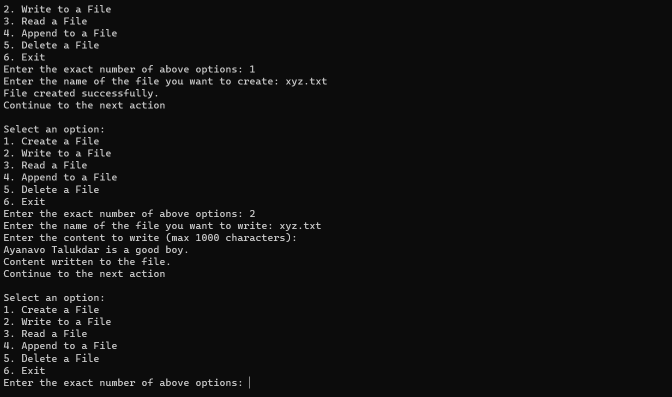 2. Write to a File
3. Read a File
4. Append to a File
5. Delete a File
6. Exit
Enter the exact number of above options: 1
Enter the name of the file you want to create: xyz.txt
File created successfully.
Continue to the next action
Select an option:
1. Create a File
2. Write to a File
3. Read a File
4. Append to a File
5. Delete a File
6. Exit
Enter the exact number of above options: 2
Enter the name of the file you want to write: xyz.txt
Enter the content to write (max 1000 characters):
Ayanavo Talukdar is a good boy.
Content written to the file.
Continue to the next action
Select an option:
1. Create a File
2. Write to a File
3. Read a File
4. Append to a File
5. Delete a File
6. Exit
Enter the exact number of above options: